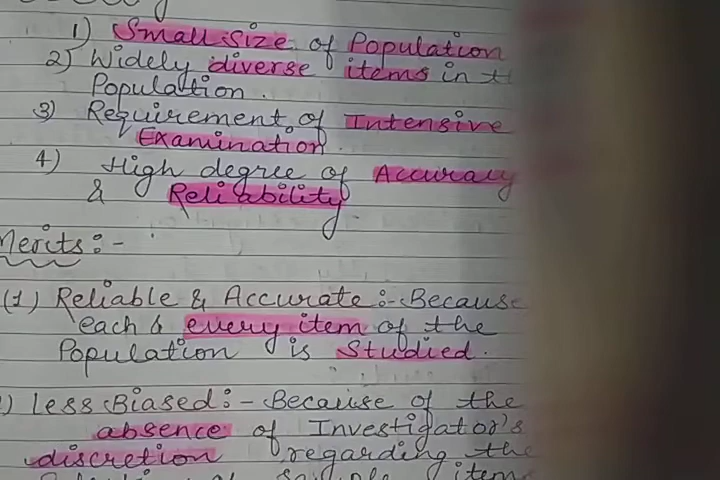 1) Small size of Population
2) Widely diverse items in
Population.
3) Requirement of Intensive
Examination.
4) High degree of Accuracy
& Reliability.
Merits:-
(1) Reliable & Accurate:- Because
each & every item of the
Population is Studied.
) Less Biased:- Because of the
absence of Investigator's
discretion regarding the
items